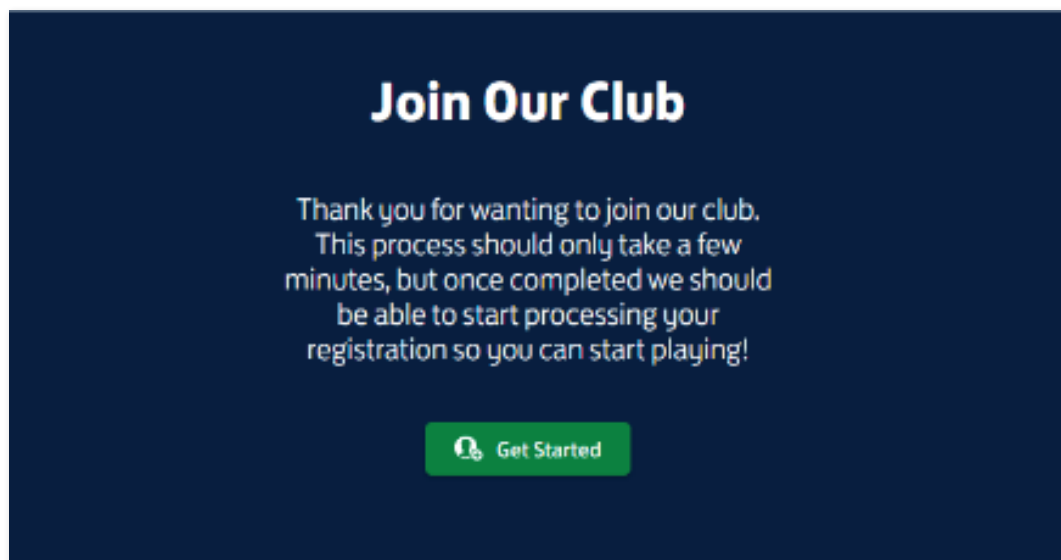 Join Our Club
Thank you for wanting to join our club.
This process should only take a few
minutes, but once completed we should
be able to start processing your
registration so you can start playing!
Get Started